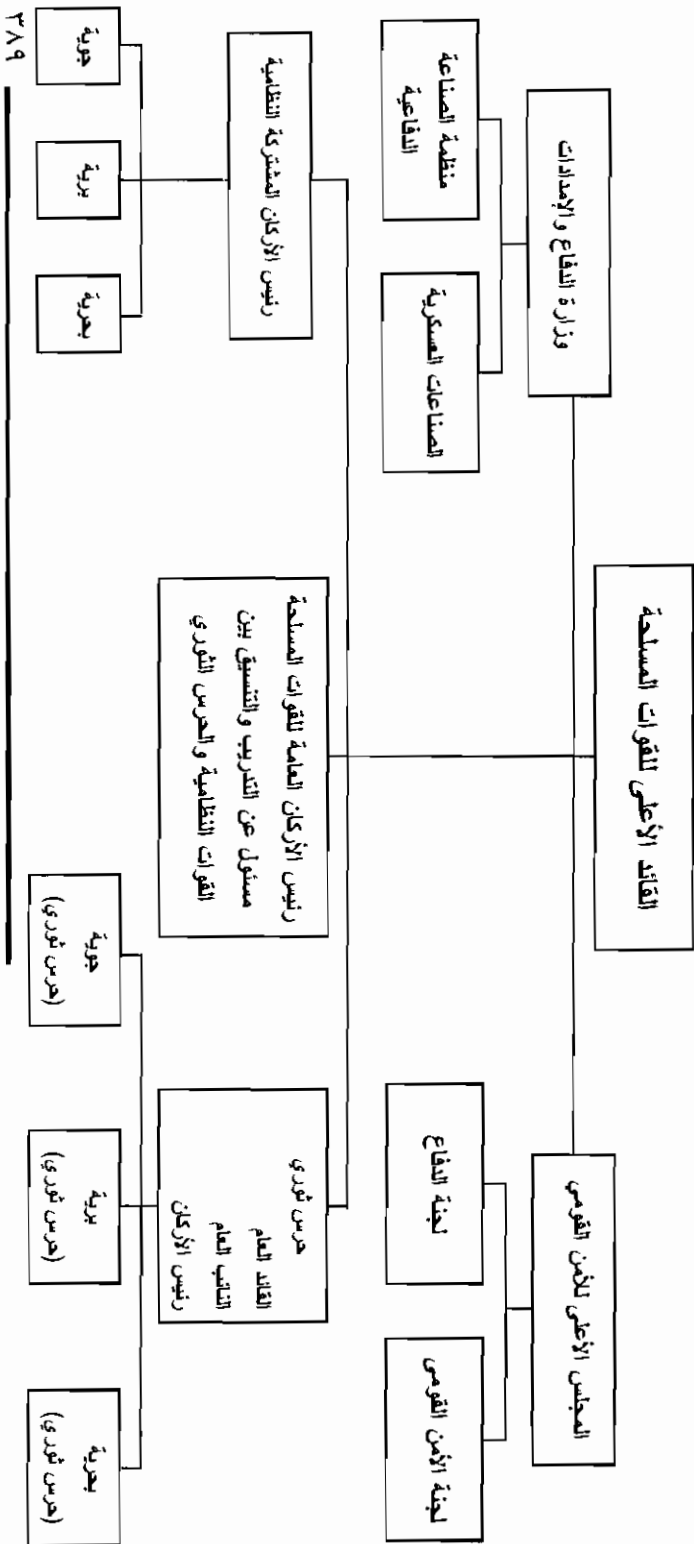 القائد الأعلى للقوات المسلحة
المجلس الأعلى للأمن القومى
وزارة الدفاع والإمدادات
لجنة الأمن القومى
لجنة الدفاع
الصناعات العسكرية
منظمة الصناعة
الدفاعية
رئيس الأركان العامة للقوات المسلحة
مسئول عن التدريب والتنسيق بين
القوات النظامية والحرس الثوري
حرس ثوري
القائد العام
النائب العام
رئيس الأركان
رئيس الأركان المشتركة النظامية
بحرية
(حرس ثوري)
برية
(حرس ثوري)
جوية
(حرس ثوري)
بحرية
برية
جوية
٣٨٩